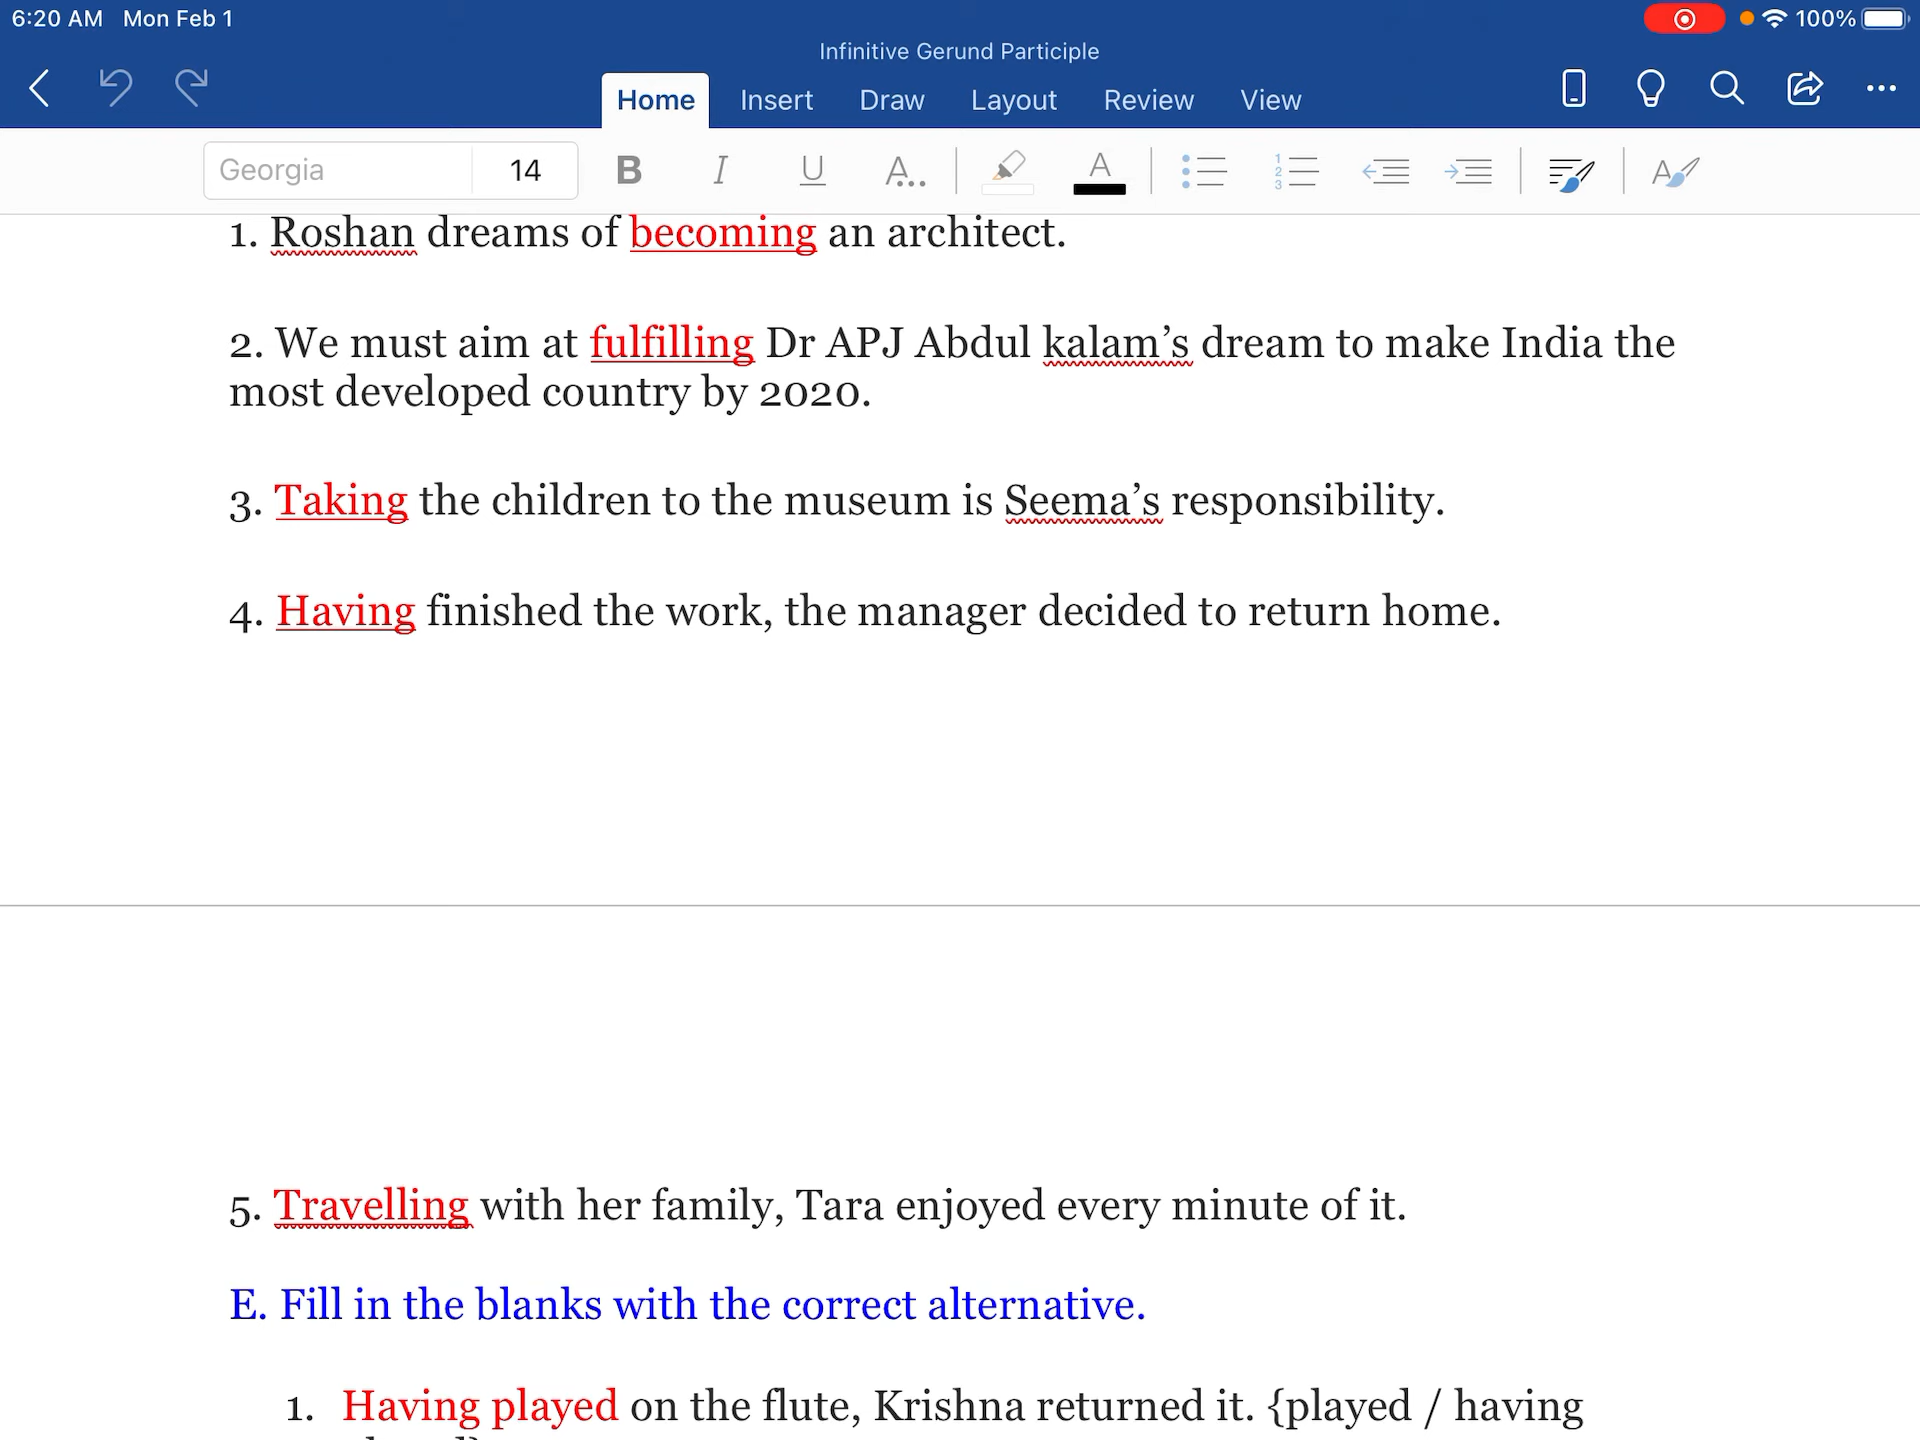 6:20 AM Mon Feb 1
100%
Infinitive Gerund Participle
Home Insert Draw Layout Review View
Georgia 14 B I U A... A
1. Roshan dreams of becoming an architect.
2. We must aim at fulfilling Dr APJ Abdul kalam’s dream to make India the
most developed country by 2020.
3. Taking the children to the museum is Seema’s responsibility.
4. Having finished the work, the manager decided to return home.
5. Travelling with her family, Tara enjoyed every minute of it.
E. Fill in the blanks with the correct alternative.
1. Having played on the flute, Krishna returned it. {played / having